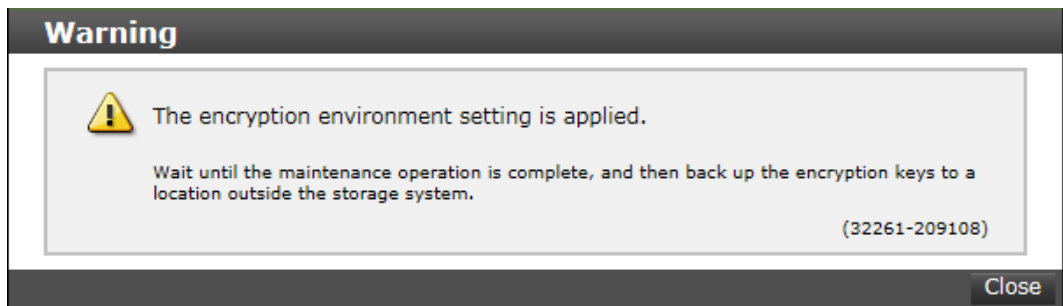 Warning
The encryption environment setting is applied.
Wait until the maintenance operation is complete, and then back up the encryption keys to a
location outside the storage system.
(32261-209108)
Close